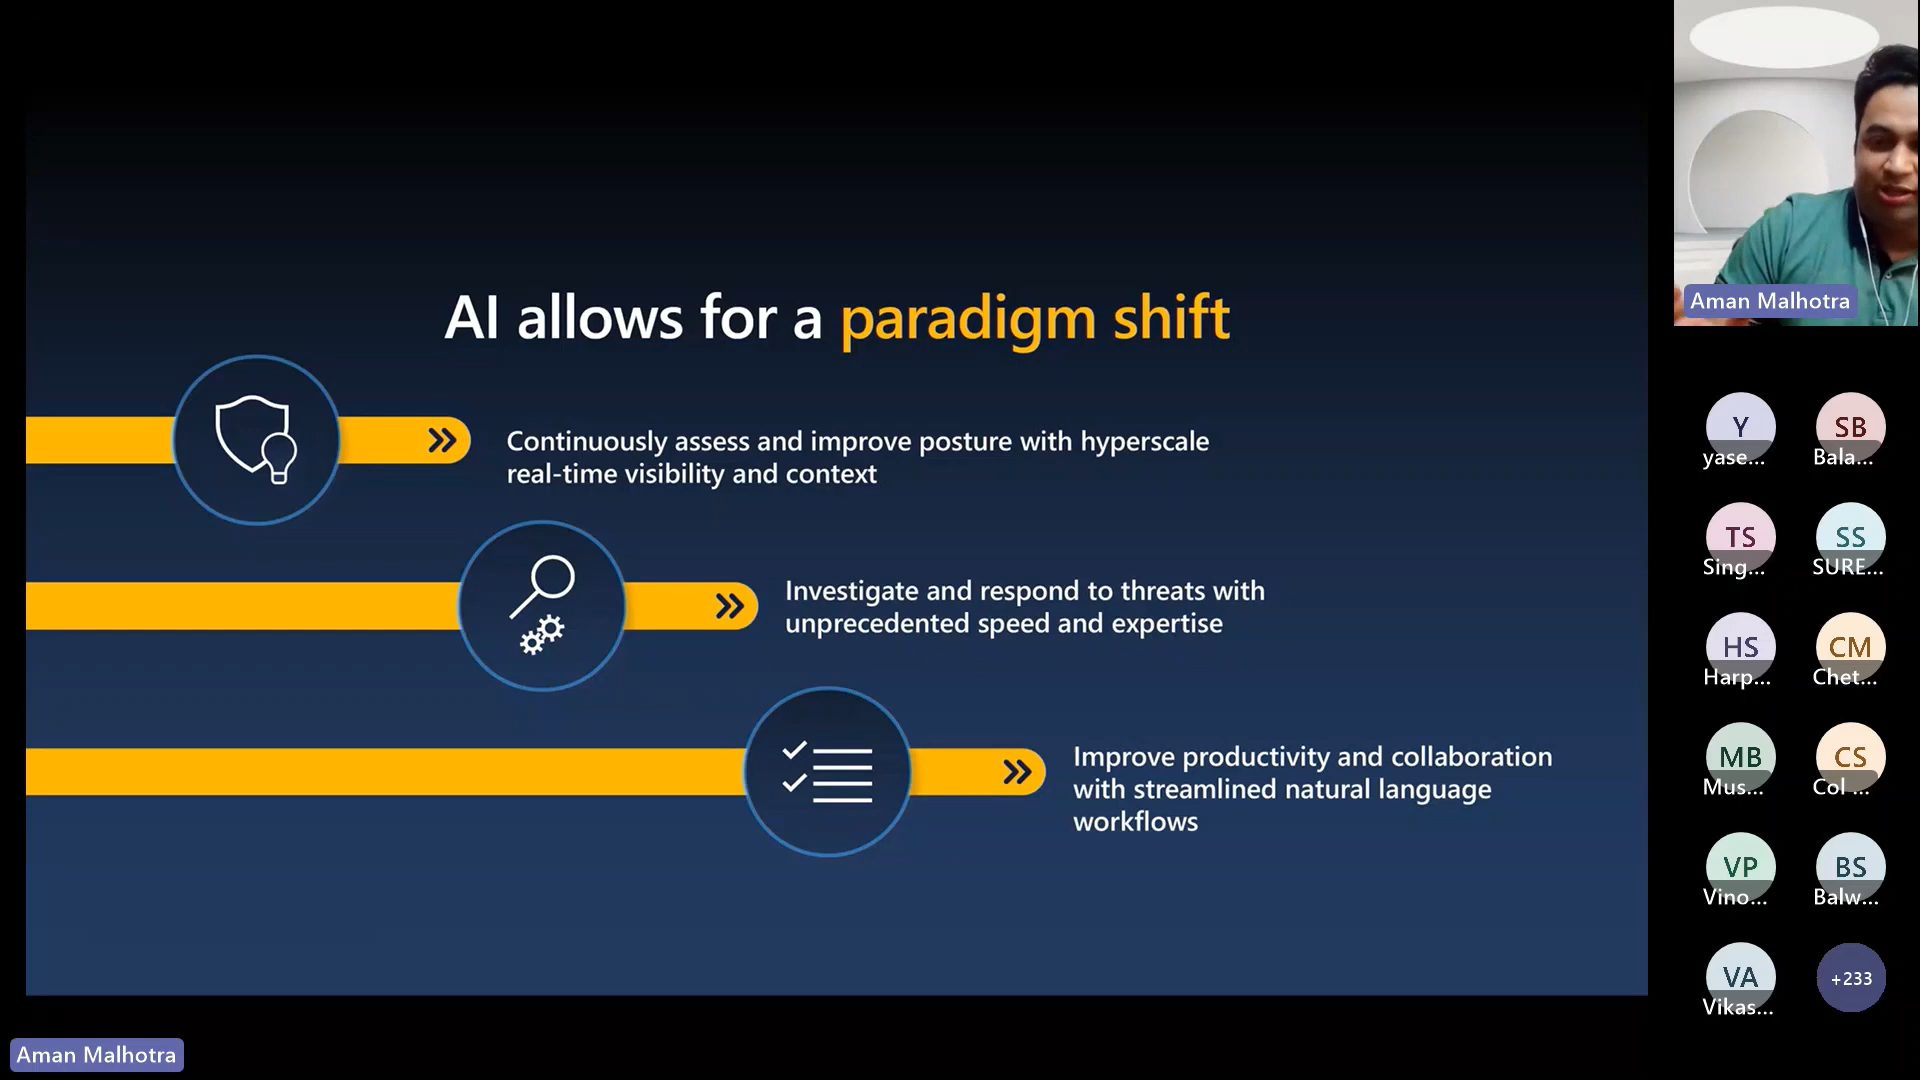 AI allows for a paradigm shift
Continuously assess and improve posture with hyperscale
real-time visibility and context
Investigate and respond to threats with
unprecedented speed and expertise
Improve productivity and collaboration
with streamlined natural language
workflows
Aman Malhotra
Aman Malhotra
Y
SB
yase...
Bala...
TS
SS
Sing...
SURE...
HS
CM
Harp...
Chet...
MB
CS
Mus...
Col ...
VP
BS
Vino...
Balw...
VA
+233
Vikas...